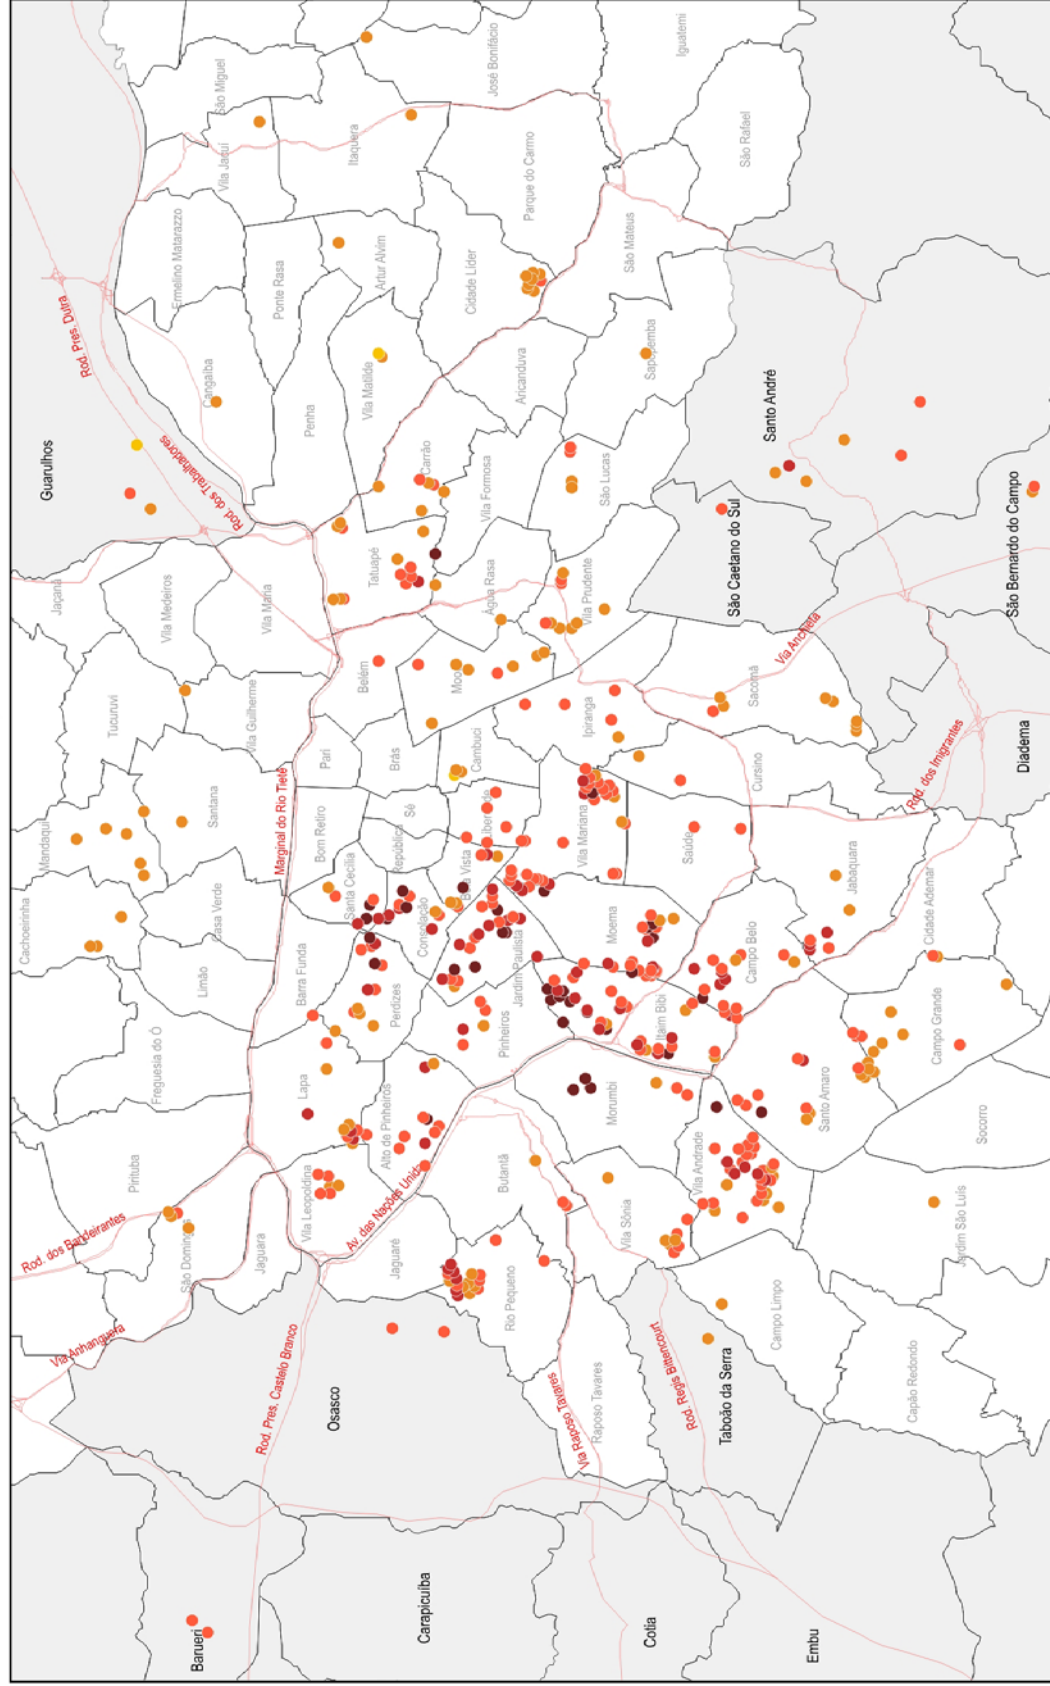 Guarulhos
Rod. Pres. Dutra
Rod. dos Trabalhadores
São Miguel
Vila Jacuí
Ermelino Matarazzo
Cangaiba
Ponte Rasa
Penha
Vila Matilde
Artur Alvim
Itaquera
José Bonifácio
Iguatemi
Parque do Carmo
Cidade Líder
São Rafael
São Mateus
Aricanduva
Sapopemba
Carrão
Vila Formosa
São Lucas
Tatuapé
Água Rasa
Vila Prudente
Jaçanã
Vila Medeiros
Vila Maria
Tucuruvi
Vila Guilherme
Mandaqui
Santana
Cachoeirinha
Casa Verde
Limão
Freguesia do Ó
Marginal do Rio Tietê
Belém
Pari
Brás
Moo
Cambuci
Ipiranga
Sacomã
Cursino
Bom Retiro
Sé
República
Santa Cecília
Liberdade
Bela Vista
Consolação
Barra Funda
Perdizes
Jardim Paulista
Pinheiros
Vila Mariana
Saúde
Moema
Campo Belo
Jabaquara
Cidade Ademar
Itaim Bibi
Campo Grande
Santo Amaro
Socorro
Morumbi
Vila Andrade
Vila Sônia
Jardim São Luis
Campo Limpo
Capão Redondo
Lapa
Alto de Pinheiros
Vila Leopoldina
Av. das Nações Unidas
Butantã
Jaguaré
Rio Pequeno
Raposo Tavares
Pirituba
São Domingos
Jaguara
Rod. dos Bandeirantes
Via Anhanguera
Rod. Pres. Castelo Branco
Via Raposo Tavares
Rod. Regis Bittencourt
Via Anchieta
Rod. dos Imigrantes
Santo André
São Caetano do Sul
São Bernardo do Campo
Diadema
Osasco
Taboão da Serra
Barueri
Carapicuíba
Cotia
Embu